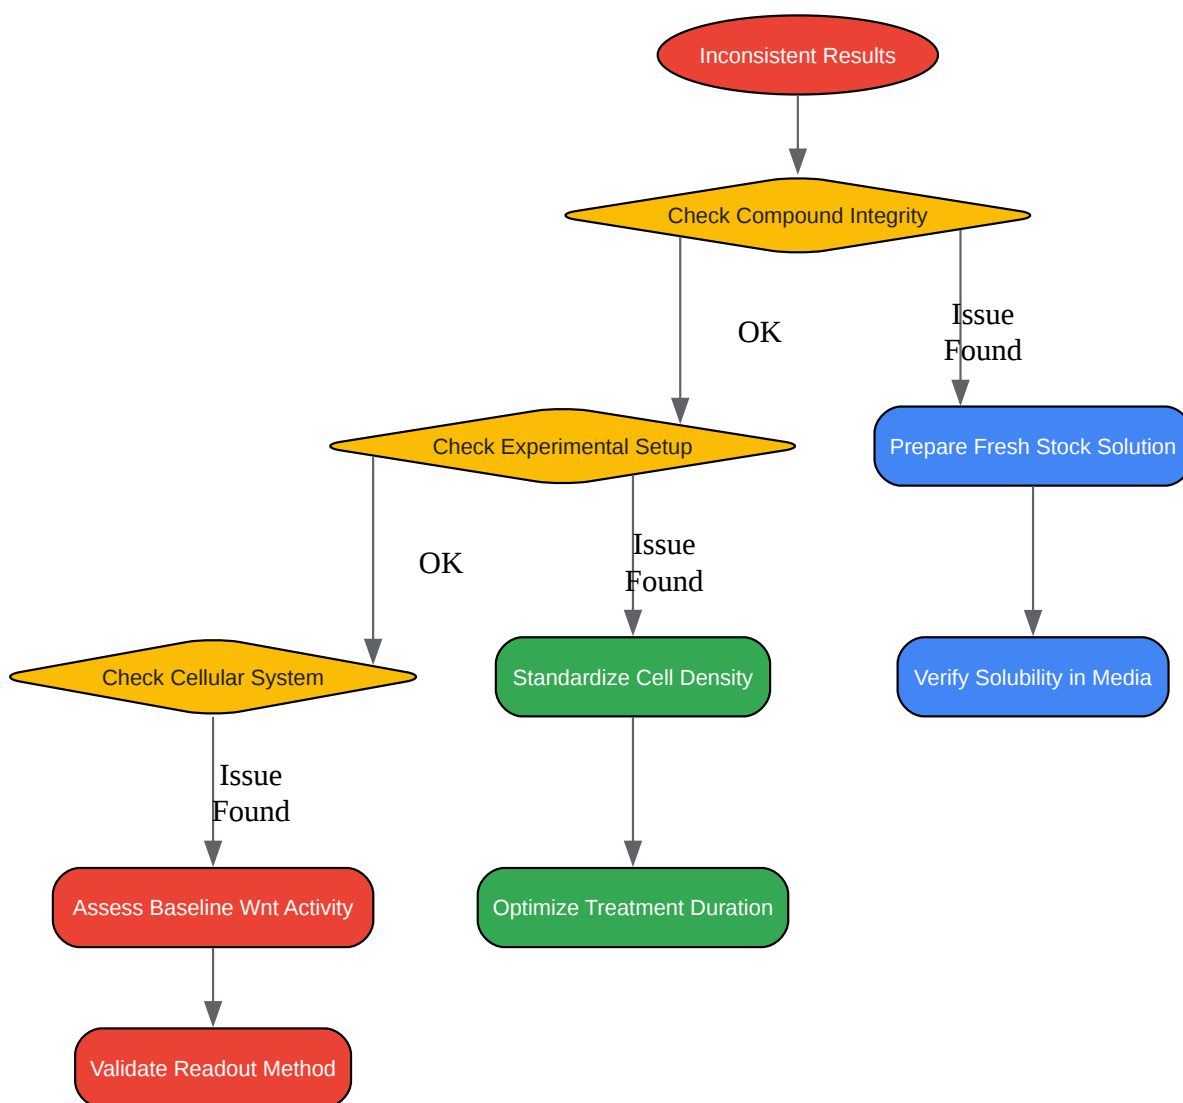 Inconsistent Results
Check Compound Integrity
OK
Issue
Found
Check Experimental Setup
Prepare Fresh Stock Solution
OK
Issue
Found
Check Cellular System
Standardize Cell Density
Verify Solubility in Media
Issue
Found
Assess Baseline Wnt Activity
Optimize Treatment Duration
Validate Readout Method